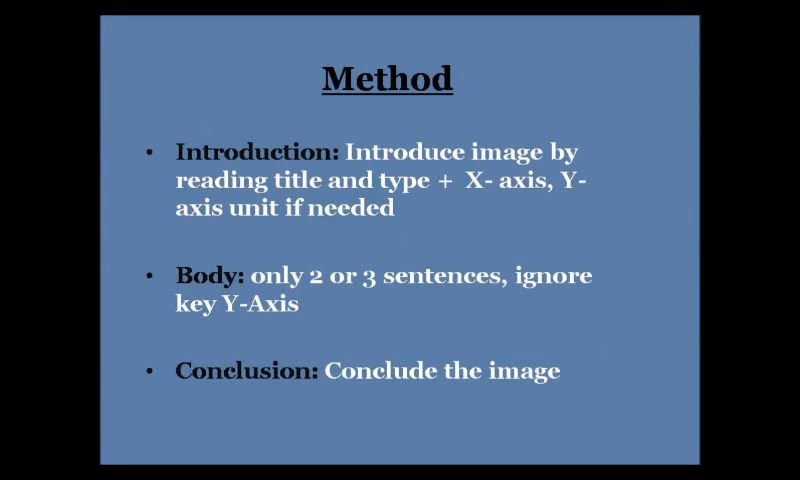 Method
• Introduction: Introduce image by
reading title and type + X- axis, Y-
axis unit if needed
• Body: only 2 or 3 sentences, ignore
key Y-Axis
• Conclusion: Conclude the image